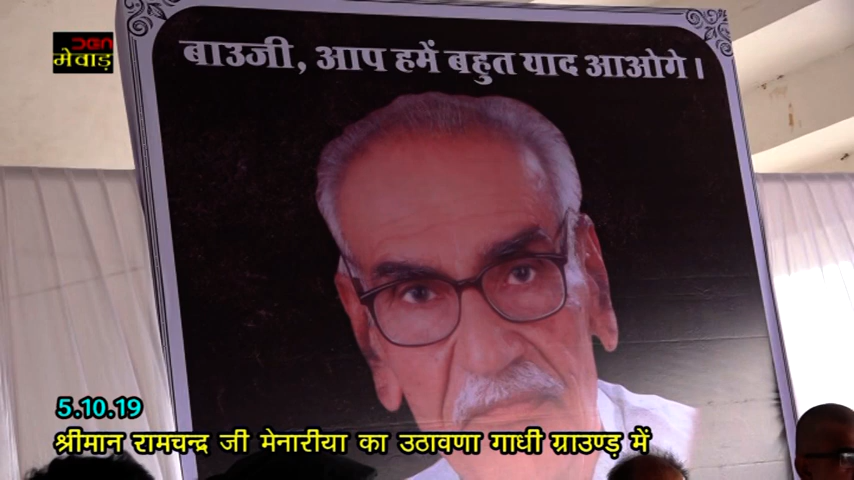 DGN
मेवाड़
बाउजी, आप हमें बहुत याद आओगे।
5.10.19
श्रीमान रामचन्द्र जी मेनारीया का उठावणा गाधी ग्राउण्ड़ में